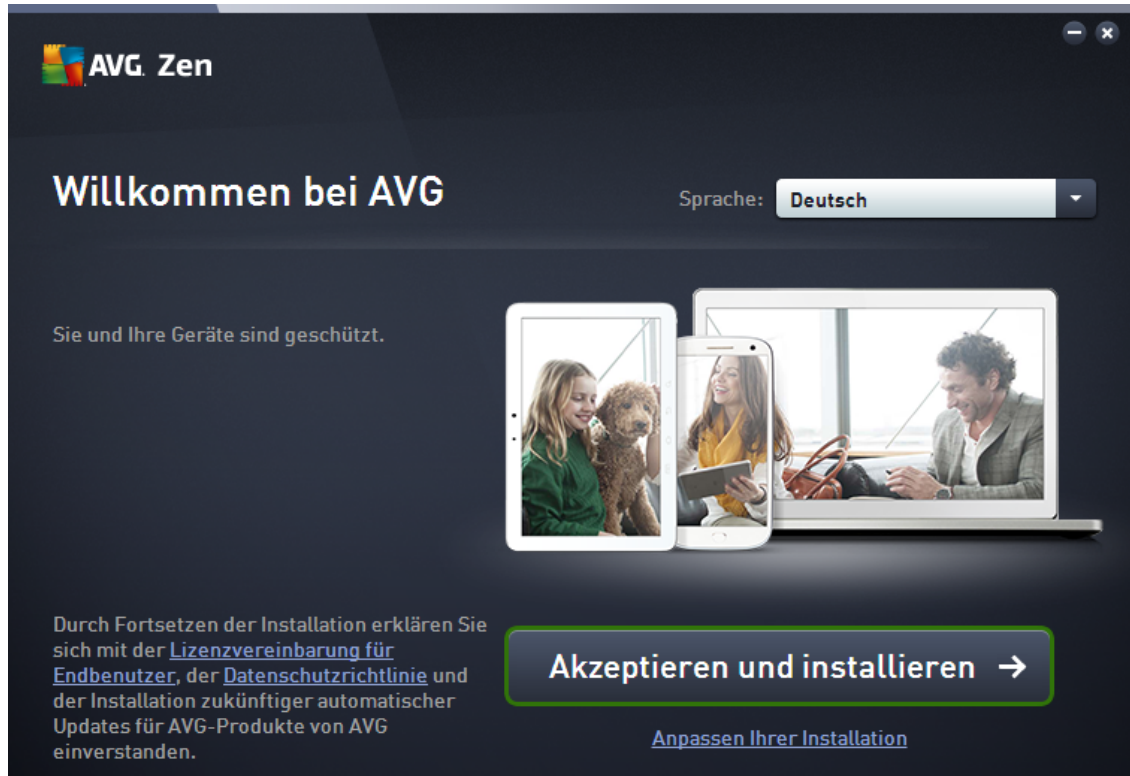 AVG Zen
Willkommen bei AVG
Sprache: Deutsch
Sie und Ihre Geräte sind geschützt.
Durch Fortsetzen der Installation erklären Sie
sich mit der Lizenzvereinbarung für
Endbenutzer, der Datenschutzrichtlinie und
der Installation zukünftiger automatischer
Updates für AVG-Produkte von AVG
einverstanden.
Akzeptieren und installieren →
Anpassen Ihrer Installation